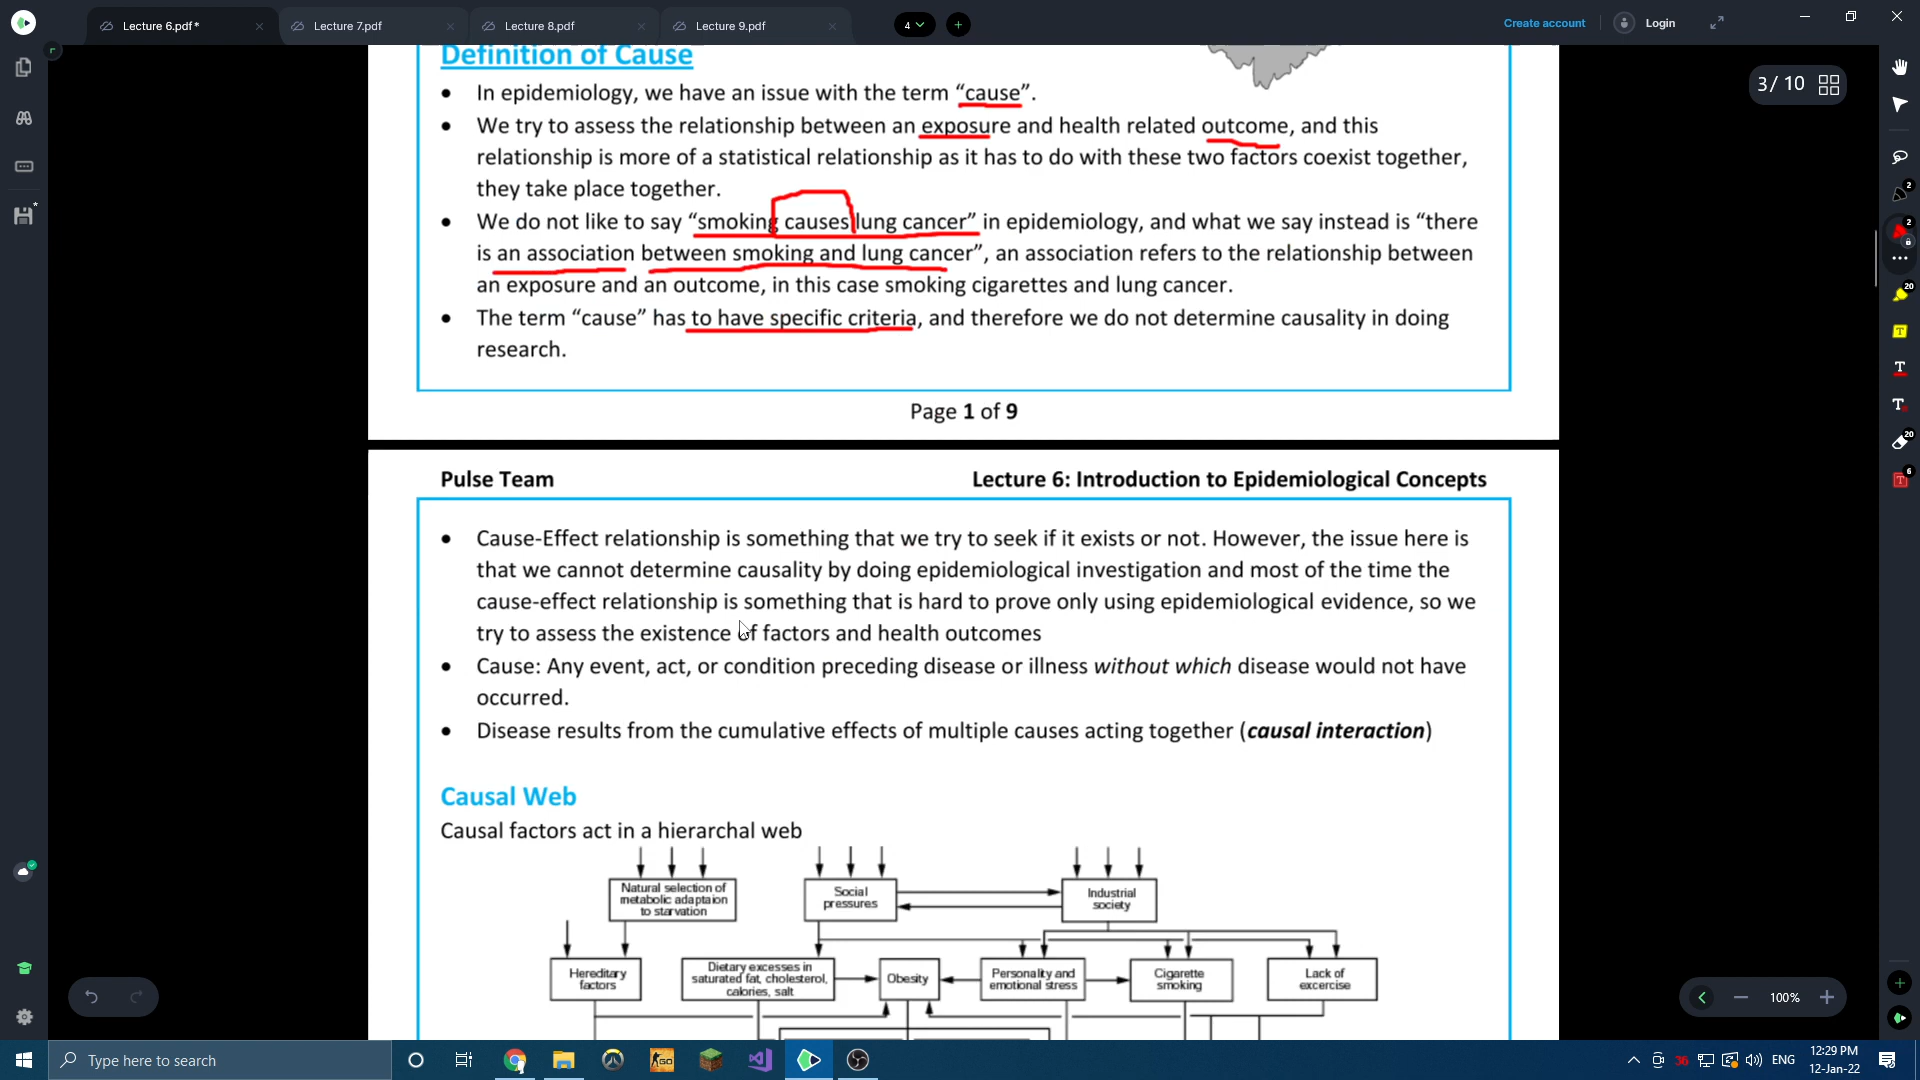 Lecture 6.pdf*
Lecture 7.pdf
Lecture 8.pdf
Lecture 9.pdf
4
Create account
Login
3 / 10
Definition of Cause
• In epidemiology, we have an issue with the term “cause”.
• We try to assess the relationship between an exposure and health related outcome, and this
relationship is more of a statistical relationship as it has to do with these two factors coexist together,
they take place together.
• We do not like to say “smoking causes lung cancer” in epidemiology, and what we say instead is “there
is an association between smoking and lung cancer”, an association refers to the relationship between
an exposure and an outcome, in this case smoking cigarettes and lung cancer.
• The term “cause” has to have specific criteria, and therefore we do not determine causality in doing
research.
Page 1 of 9
Pulse Team
Lecture 6: Introduction to Epidemiological Concepts
• Cause-Effect relationship is something that we try to seek if it exists or not. However, the issue here is
that we cannot determine causality by doing epidemiological investigation and most of the time the
cause-effect relationship is something that is hard to prove only using epidemiological evidence, so we
try to assess the existence of factors and health outcomes
• Cause: Any event, act, or condition preceding disease or illness without which disease would not have
occurred.
• Disease results from the cumulative effects of multiple causes acting together (causal interaction)
Causal Web
Causal factors act in a hierarchal web
Natural selection of
metabolic adaptaion
to starvation
Social
pressures
Industrial
society
Hereditary
factors
Dietary excesses in
saturated fat, cholesterol,
calories, salt
Obesity
Personality and
emotional stress
Cigarette
smoking
Lack of
excercise
2
2
20
T
T
T
20
6
T
100%
Type here to search
GO
36
ENG
12:29 PM
12-Jan-22